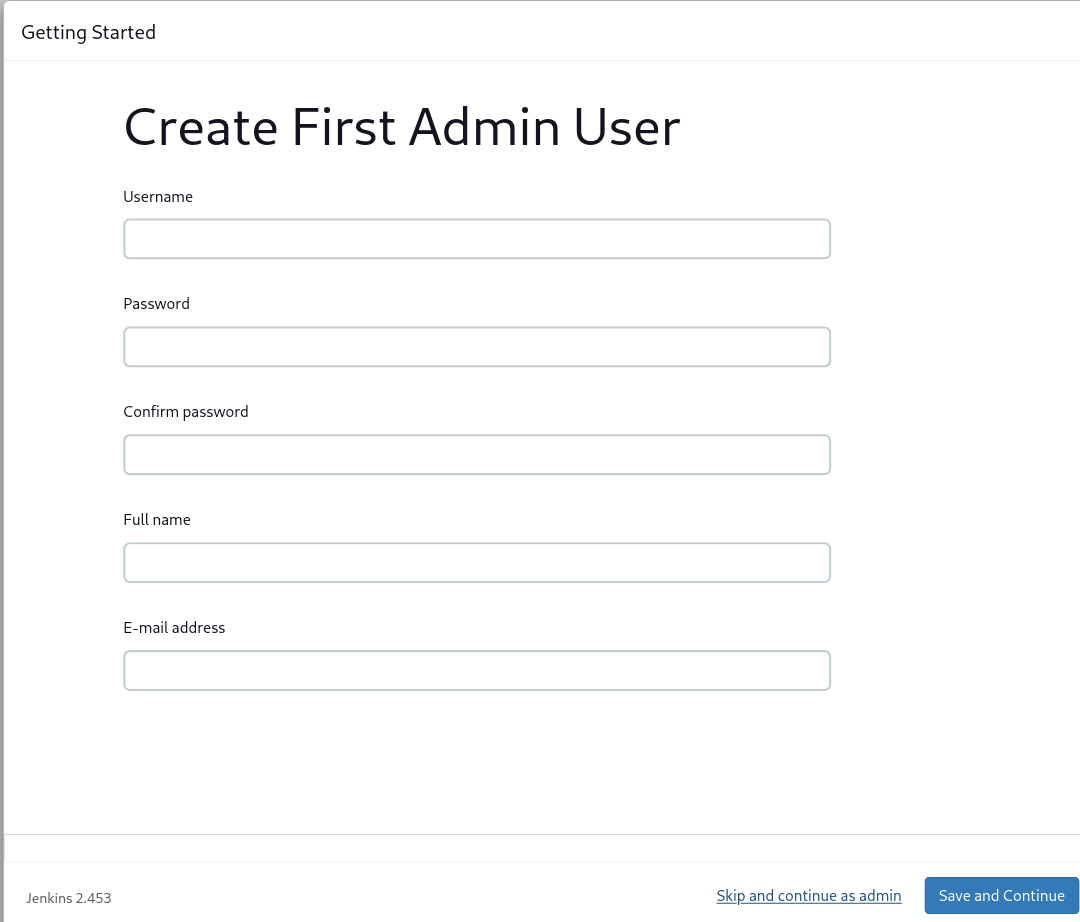 Getting Started
Create First Admin User
Username
Password
Confirm password
Full name
E-mail address
Jenkins 2.453
Skip and continue as admin
Save and Continue